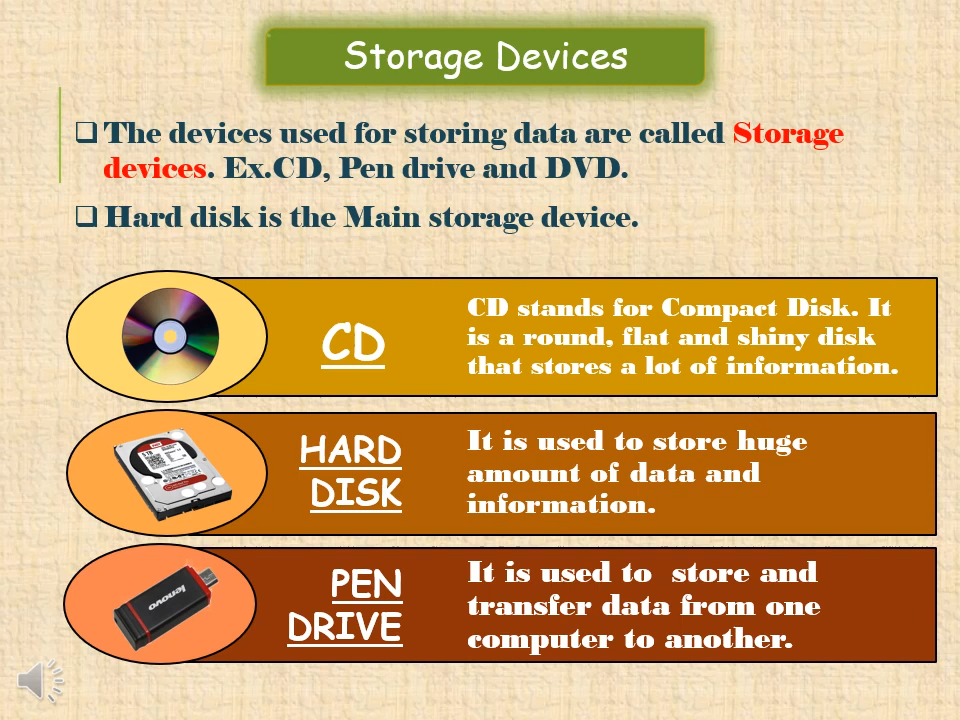 Storage Devices
The devices used for storing data are called Storage
devices. Ex.CD, Pen drive and DVD.
Hard disk is the Main storage device.
CD
CD stands for Compact Disk. It
is a round, flat and shiny disk
that stores a lot of information.
HARD
DISK
It is used to store huge
amount of data and
information.
PEN
DRIVE
It is used to  store and
transfer data from one
computer to another.
lenovo